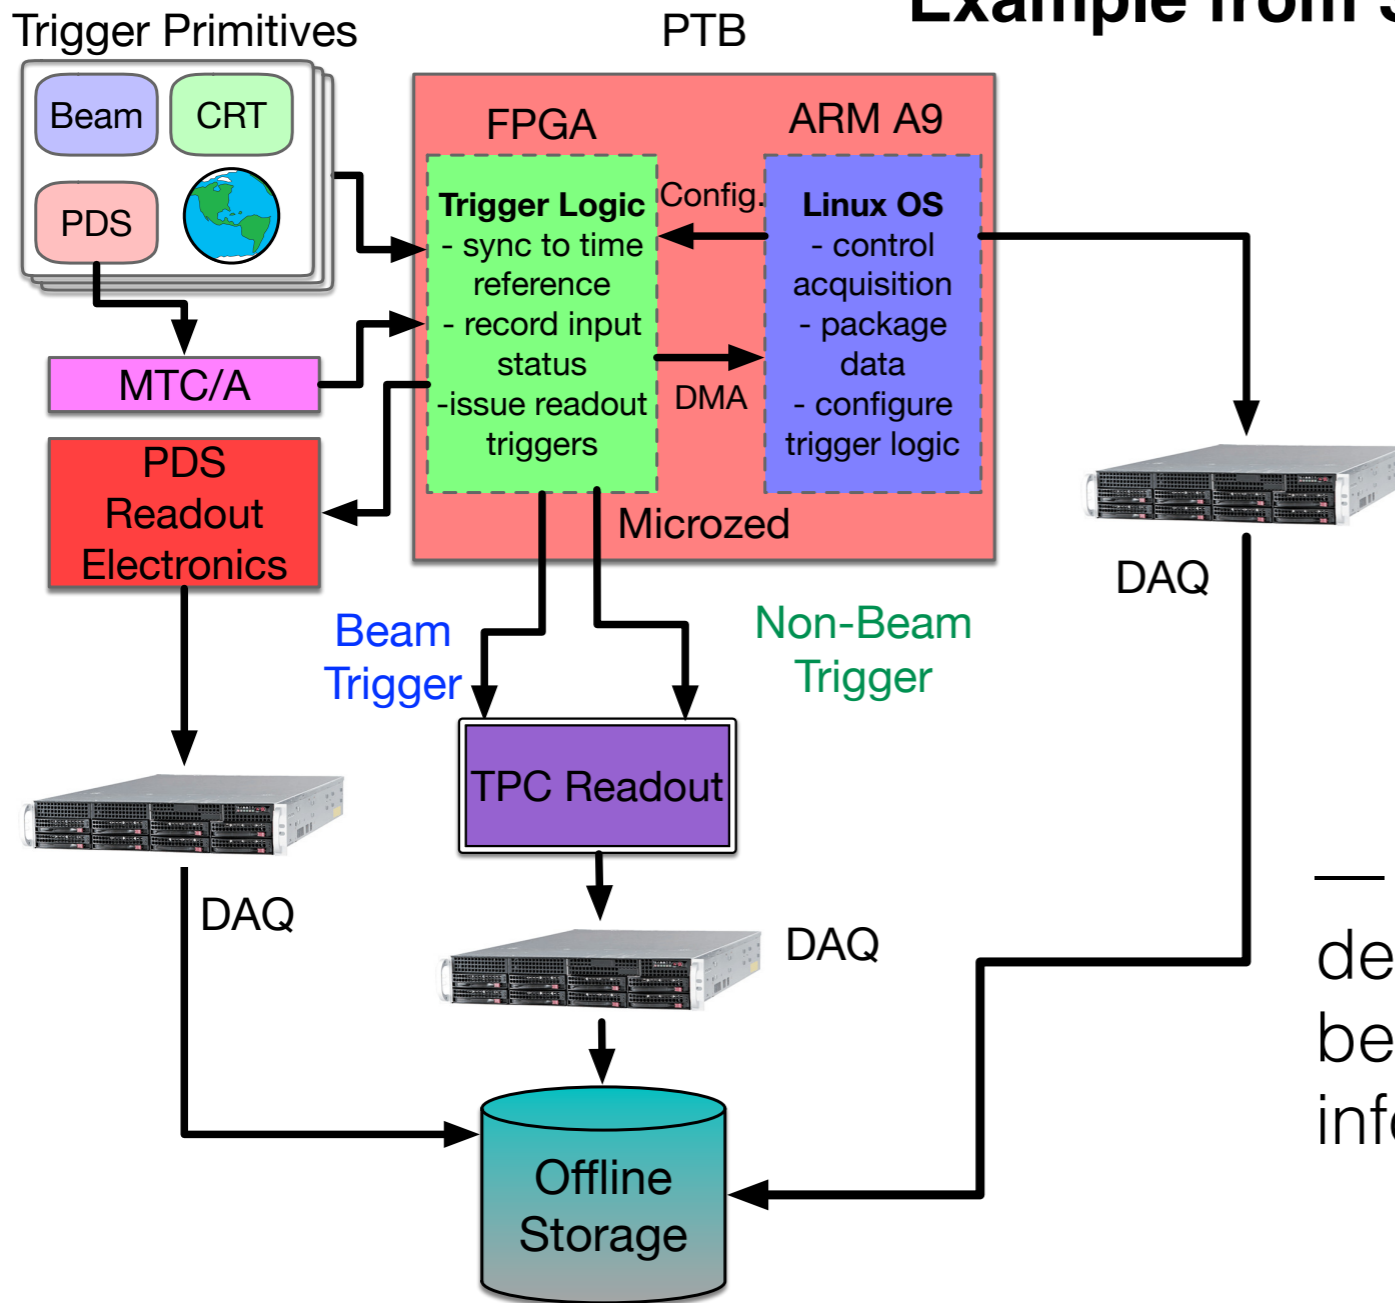 Example from
Trigger Primitives
PTB
Beam
CRT
PDS
FPGA
ARM A9
Trigger Logic
- sync to time
reference
- record input
status
-issue readout
triggers
Config.
DMA
Linux OS
- control
acquisition
- package
data
- configure
trigger logic
Microzed
MTC/A
PDS
Readout
Electronics
Beam
Trigger
Non-Beam
Trigger
DAQ
TPC Readout
DAQ
DAQ
Offline
Storage